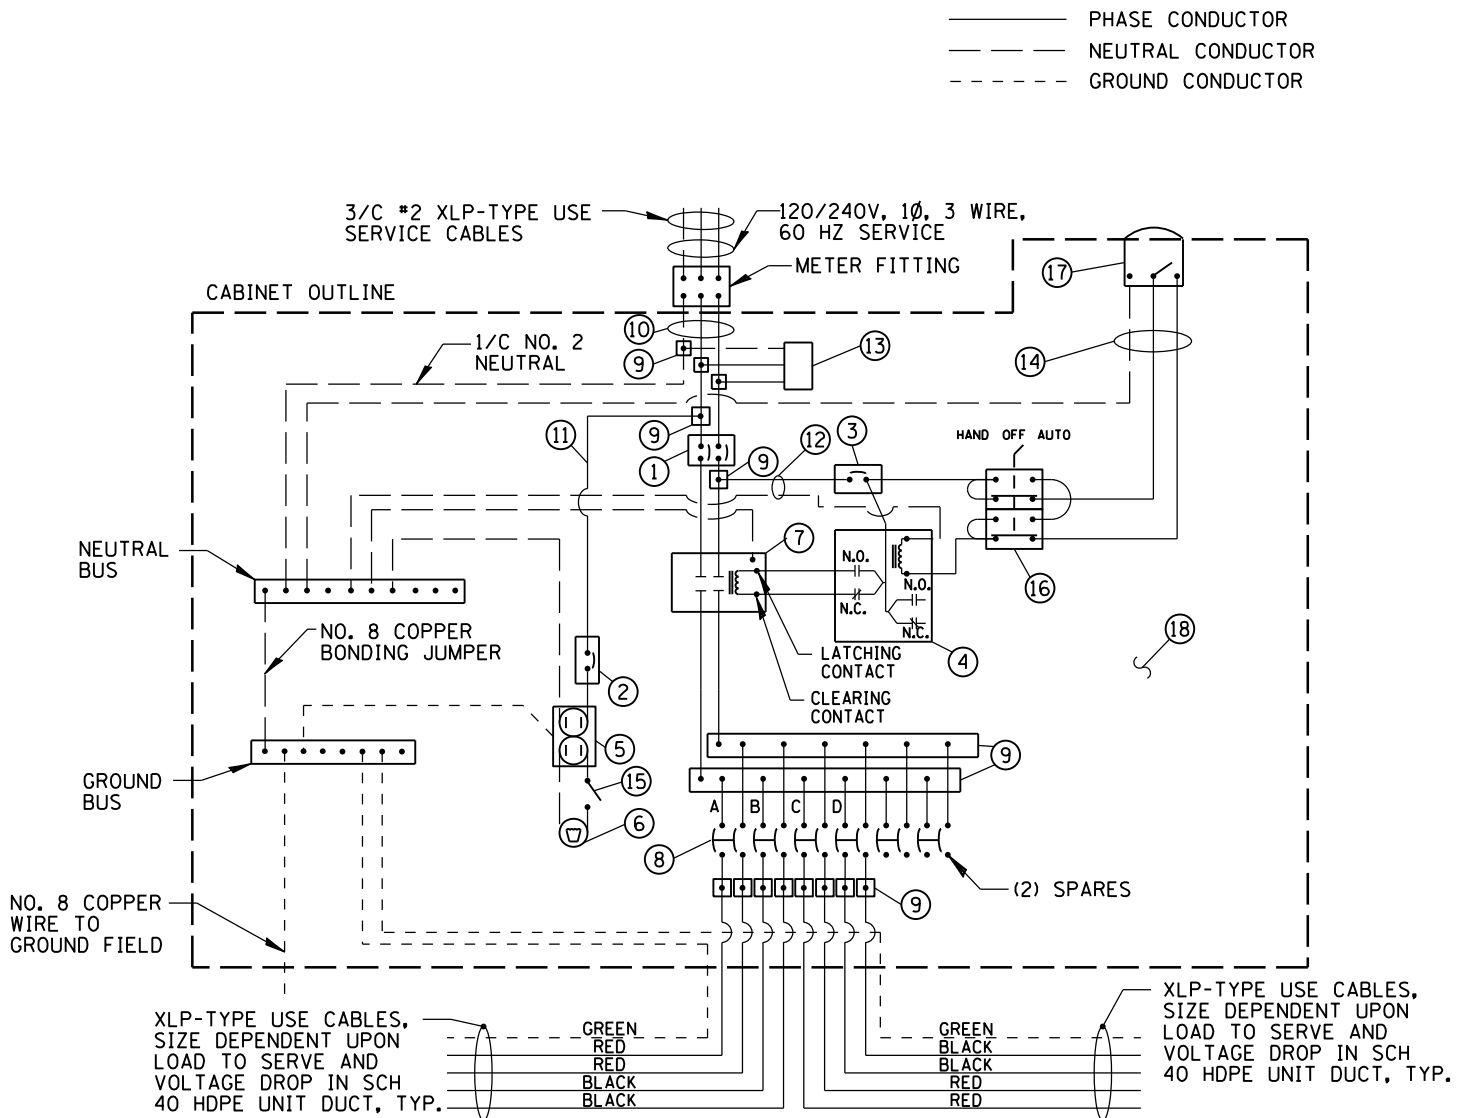 PHASE CONDUCTOR
NEUTRAL CONDUCTOR
GROUND CONDUCTOR
3/C #2 XLP-TYPE USE
SERVICE CABLES
120/240V, 1Ø, 3 WIRE,
60 HZ SERVICE
METER FITTING
17
CABINET OUTLINE
10
1/C NO. 2
NEUTRAL
9
13
14
11
9
1
9
12
3
HAND OFF AUTO
NEUTRAL
BUS
7
N.O.
N.C.
N.O.
N.C.
16
NO. 8 COPPER
BONDING JUMPER
LATCHING
CONTACT
4
18
2
CLEARING
CONTACT
5
9
GROUND
BUS
15
A B C D
6
8
(2) SPARES
9
NO. 8 COPPER
WIRE TO
GROUND FIELD
XLP-TYPE USE CABLES,
SIZE DEPENDENT UPON
LOAD TO SERVE AND
VOLTAGE DROP IN SCH
40 HDPE UNIT DUCT, TYP.
GREEN
RED
RED
BLACK
BLACK
GREEN
BLACK
BLACK
RED
RED
XLP-TYPE USE CABLES,
SIZE DEPENDENT UPON
LOAD TO SERVE AND
VOLTAGE DROP IN SCH
40 HDPE UNIT DUCT, TYP.